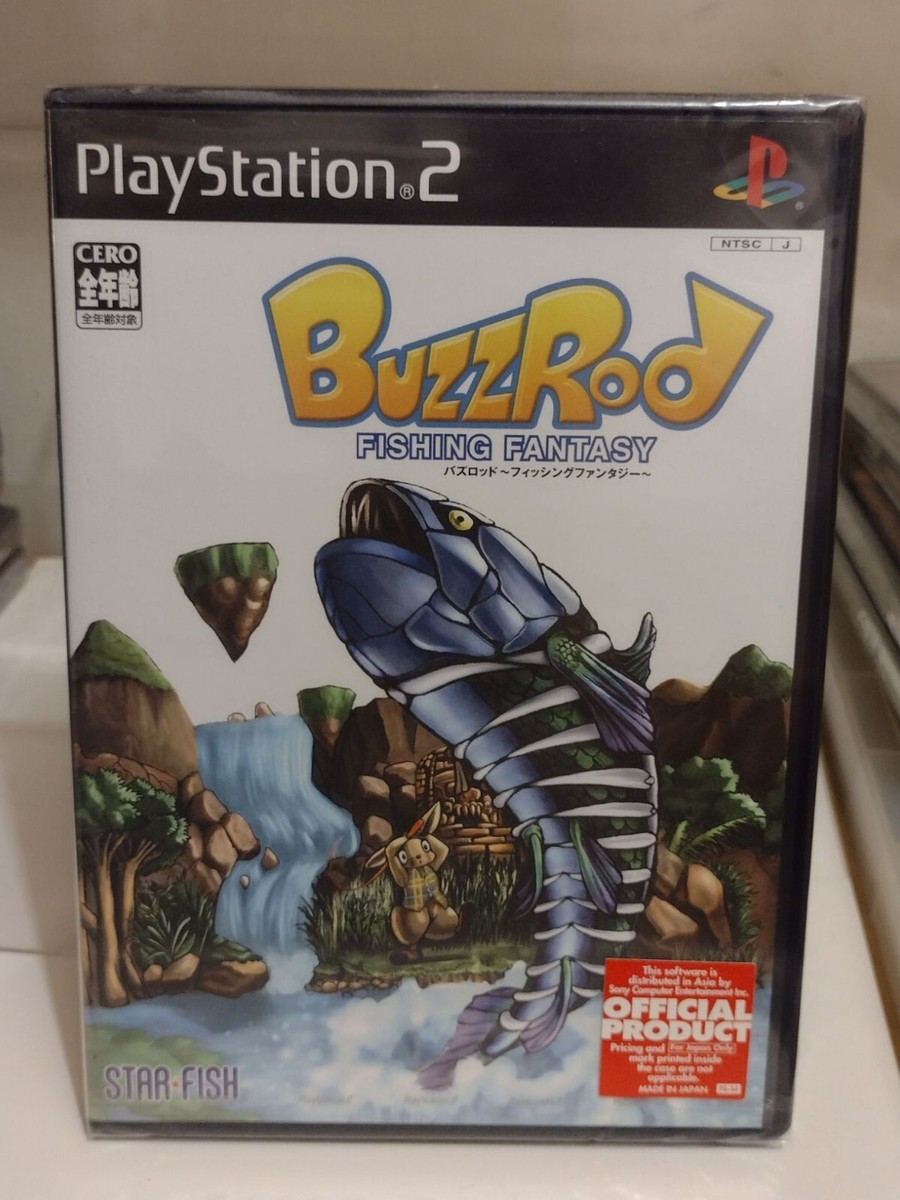 PlayStation®2
NTSC J
CERO
全年齢
全年齢対象
BUZZROD
FISHING FANTASY
バズロッド～フィッシングファンタジー～
This software is
distributed in Asia by
Sony Computer Entertainment Inc.
OFFICIAL
PRODUCT
Pricing and For Japan Only
mark printed inside
the case are not
applicable.
MADE IN JAPAN
STAR·FISH